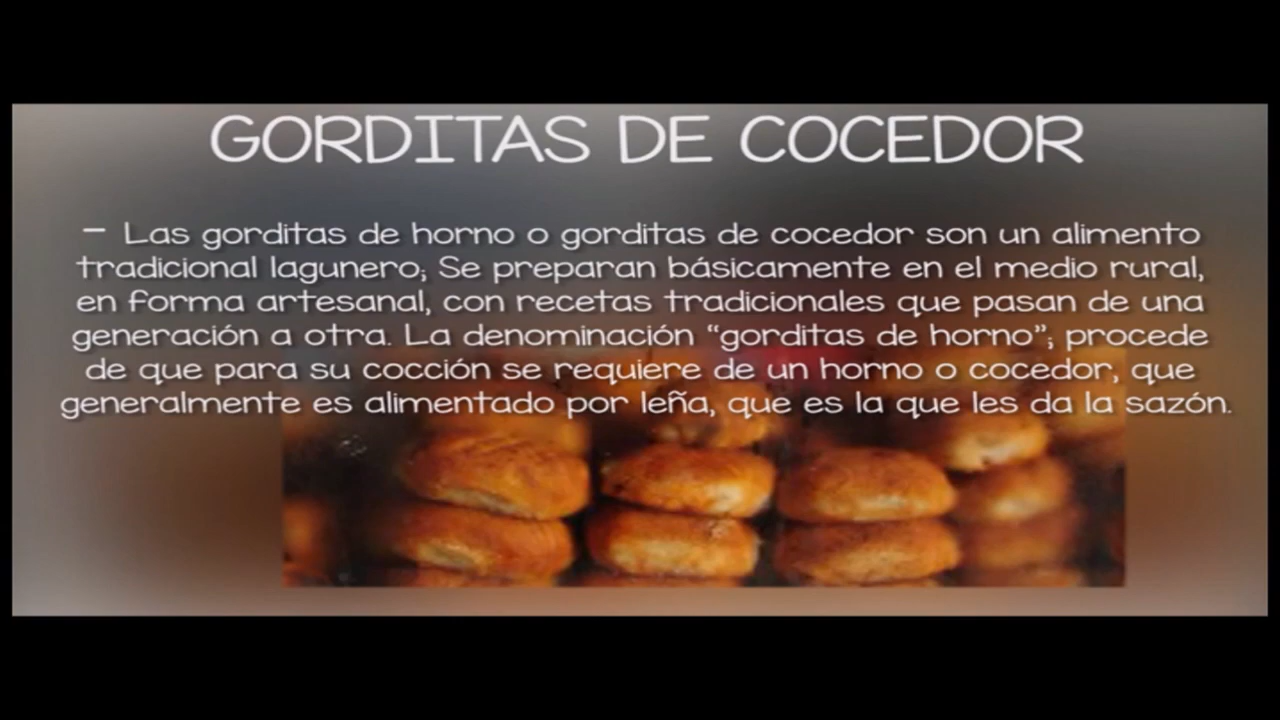 GORDITAS DE COCEDOR
– Las gorditas de horno o gorditas de cocedor son un alimento
tradicional lagunero; Se preparan básicamente en el medio rural,
en forma artesanal, con recetas tradicionales que pasan de una
generación a otra. La denominación “gorditas de horno”; procede
de que para su cocción se requiere de un horno o cocedor, que
generalmente es alimentado por leña, que es la que les da la sazón.